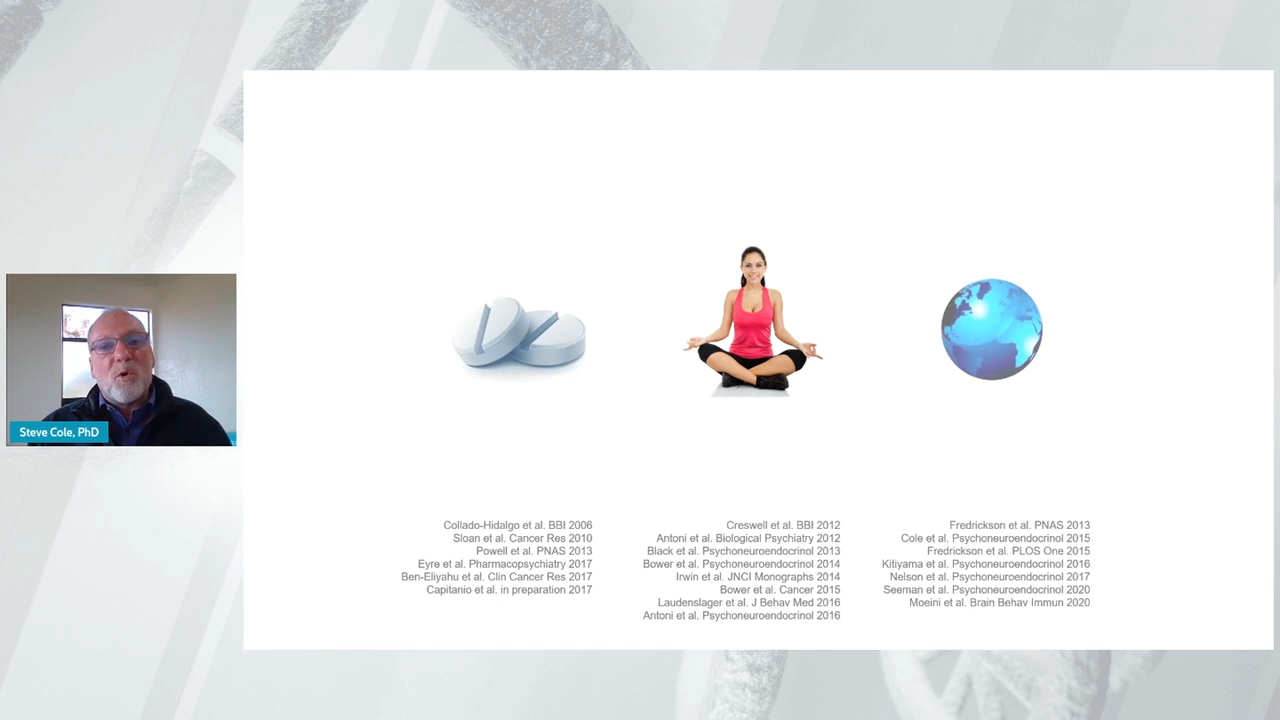 Steve Cole, PhD
Collado-Hidalgo et al. BBI 2006
Sloan et al. Cancer Res 2010
Powell et al. PNAS 2013
Eyre et al. Pharmacopsychiatry 2017
Ben-Eliyahu et al. Clin Cancer Res 2017
Capitanio et al. in preparation 2017
Creswell et al. BBI 2012
Antoni et al. Biological Psychiatry 2012
Black et al. Psychoneuroendocrinol 2013
Bower et al. Psychoneuroendocrinol 2014
Irwin et al. JNCI Monographs 2014
Bower et al. Cancer 2015
Laudenslager et al. J Behav Med 2016
Antoni et al. Psychoneuroendocrinol 2016
Fredrickson et al. PNAS 2013
Cole et al. Psychoneuroendocrinol 2015
Fredrickson et al. PLOS One 2015
Kitiyama et al. Psychoneuroendocrinol 2016
Nelson et al. Psychoneuroendocrinol 2017
Seeman et al. Psychoneuroendocrinol 2020
Moeini et al. Brain Behav Immun 2020